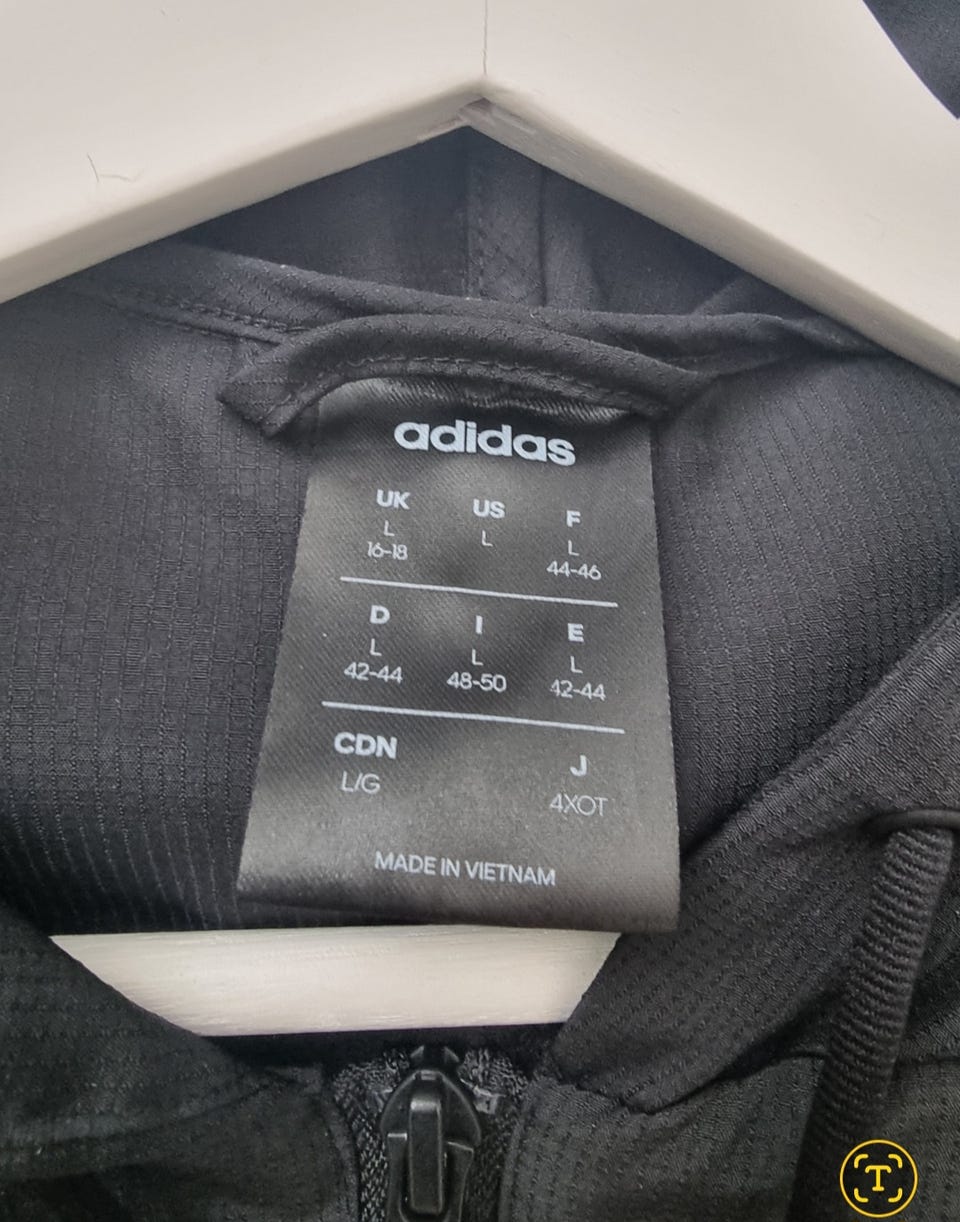 adidas
UK US F
L L L
16-18 44-46
D I E
L L L
42-44 48-50 42-44
CDN J
L/G 4XOT
MADE IN VIETNAM
T